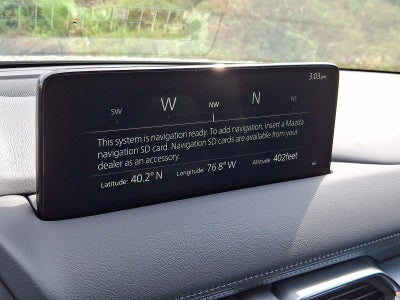 3:03 pm
SW W NW N NE
This system is navigation ready. To add navigation, insert a Mazda
navigation SD card. Navigation SD cards are available from your
dealer as an accessory.
Latitude: 40.2° N Longitude: 76.8° W Altitude: 402feet